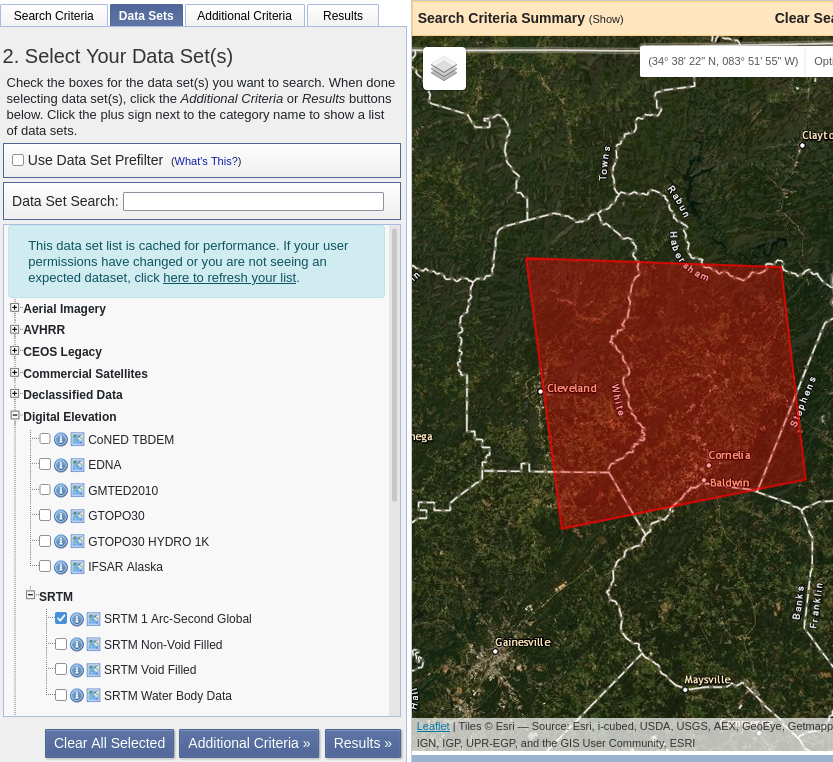 Search Criteria
Data Sets
Additional Criteria
Results
2. Select Your Data Set(s)
Check the boxes for the data set(s) you want to search. When done
selecting data set(s), click the Additional Criteria or Results buttons
below. Click the plus sign next to the category name to show a list
of data sets.
Use Data Set Prefilter (What's This?)
Data Set Search:
This data set list is cached for performance. If your user
permissions have changed or you are not seeing an
expected dataset, click here to refresh your list.
Aerial Imagery
AVHRR
CEOS Legacy
Commercial Satellites
Declassified Data
Digital Elevation
CoNED TBDEM
EDNA
GMTED2010
GTOPO30
GTOPO30 HYDRO 1K
IFSAR Alaska
SRTM
SRTM 1 Arc-Second Global
SRTM Non-Void Filled
SRTM Void Filled
SRTM Water Body Data
Clear All Selected
Additional Criteria »
Results »
Search Criteria Summary (Show)
Clear Sea
(34° 38' 22" N, 083° 51' 55" W)
Opti
Clayto
Towns
Rabun
Habersham
Cleveland
White
Stephens
nega
Cornelia
Baldwin
Banks
Franklin
Gainesville
Maysville
Hall
Leaflet | Tiles © Esri — Source: Esri, i-cubed, USDA, USGS, AEX, GeoEye, Getmapp
IGN, IGP, UPR-EGP, and the GIS User Community, ESRI